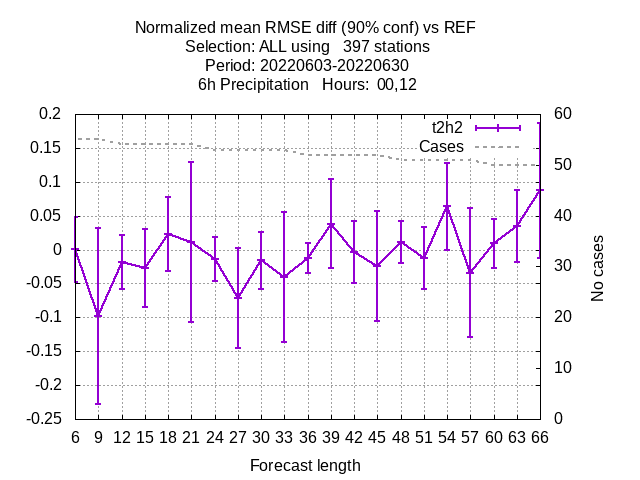 Normalized mean RMSE diff (90% conf) vs REF
Selection: ALL using   397 stations
Period: 20220603-20220630
6h Precipitation   Hours:  00,12
0.2
0.15
0.1
0.05
0
-0.05
-0.1
-0.15
-0.2
-0.25
t2h2
Cases
60
50
40
30
20
10
0
No cases
6 9 12 15 18 21 24 27 30 33 36 39 42 45 48 51 54 57 60 63 66
Forecast length